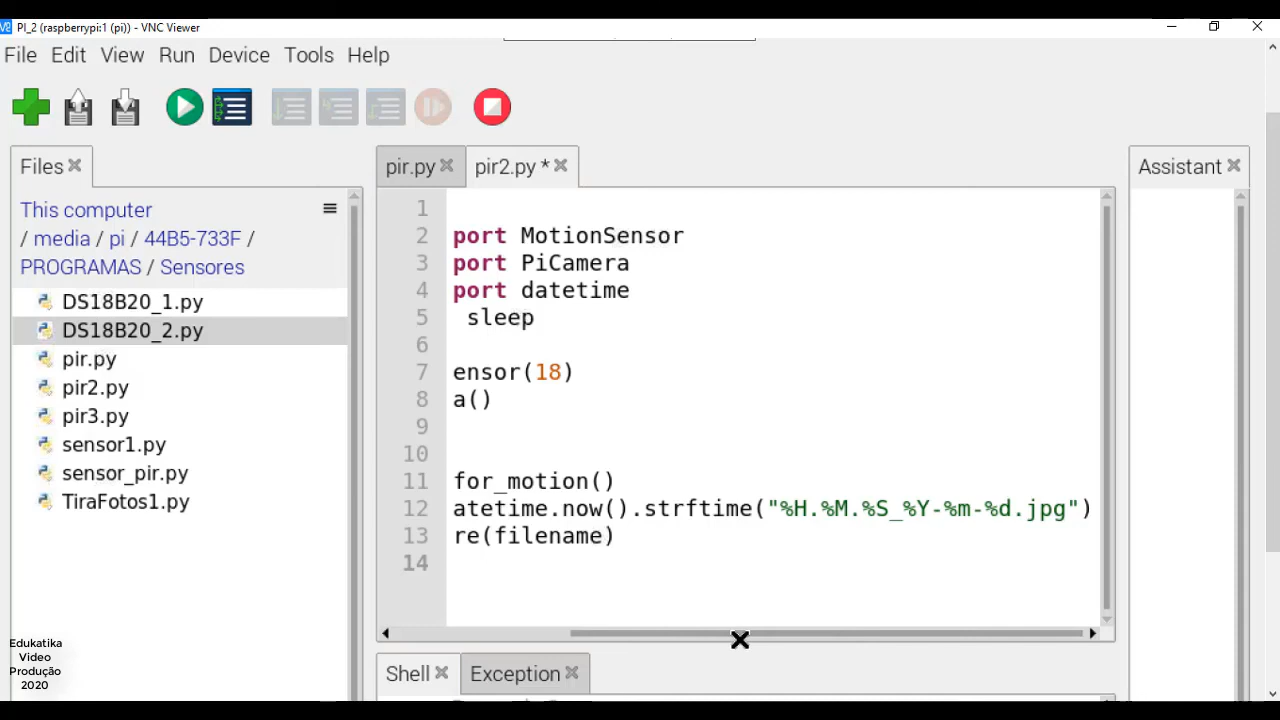 PI_2 (raspberrypi:1 (pi)) - VNC Viewer
File Edit View Run Device Tools Help
Files
This computer
/ media / pi / 44B5-733F /
PROGRAMAS / Sensores
DS18B20_1.py
DS18B20_2.py
pir.py
pir2.py
pir3.py
sensor1.py
sensor_pir.py
TiraFotos1.py
pir.py pir2.py *
1
2 port MotionSensor
3 port PiCamera
4 port datetime
5 sleep
6
7 ensor(18)
8 a()
9
10
11 for_motion()
12 atetime.now().strftime("%H.%M.%S_%Y-%m-%d.jpg")
13 re(filename)
14
Shell Exception
Assistant
Edukatika
Video
Produção
2020